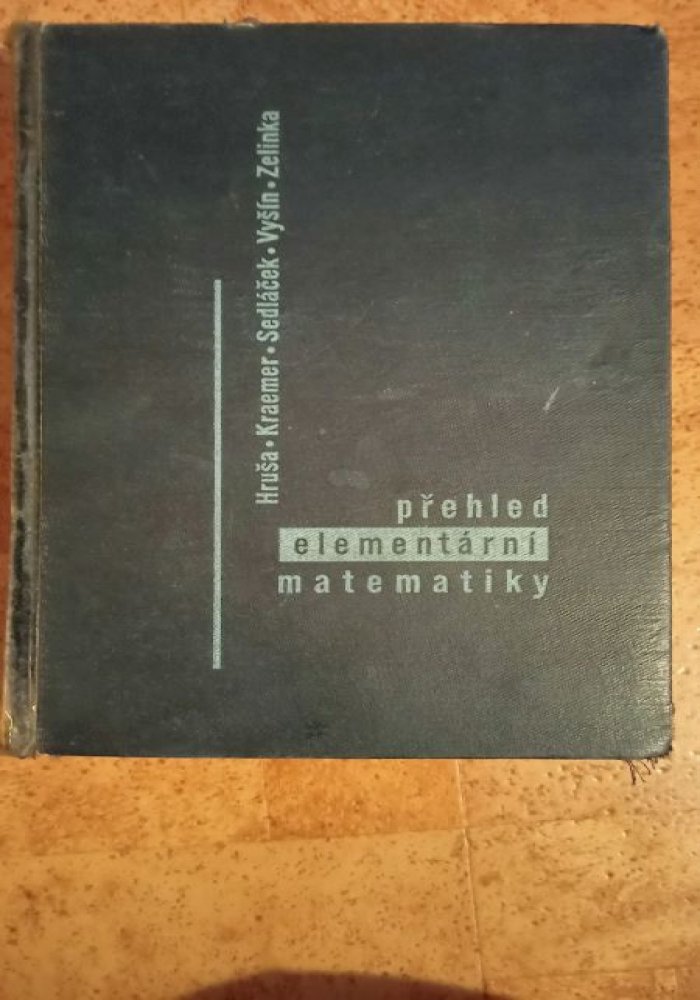 Hruša • Kraemer • Sedláček • Vyšín • Zelinka
přehled
elementární
matematiky